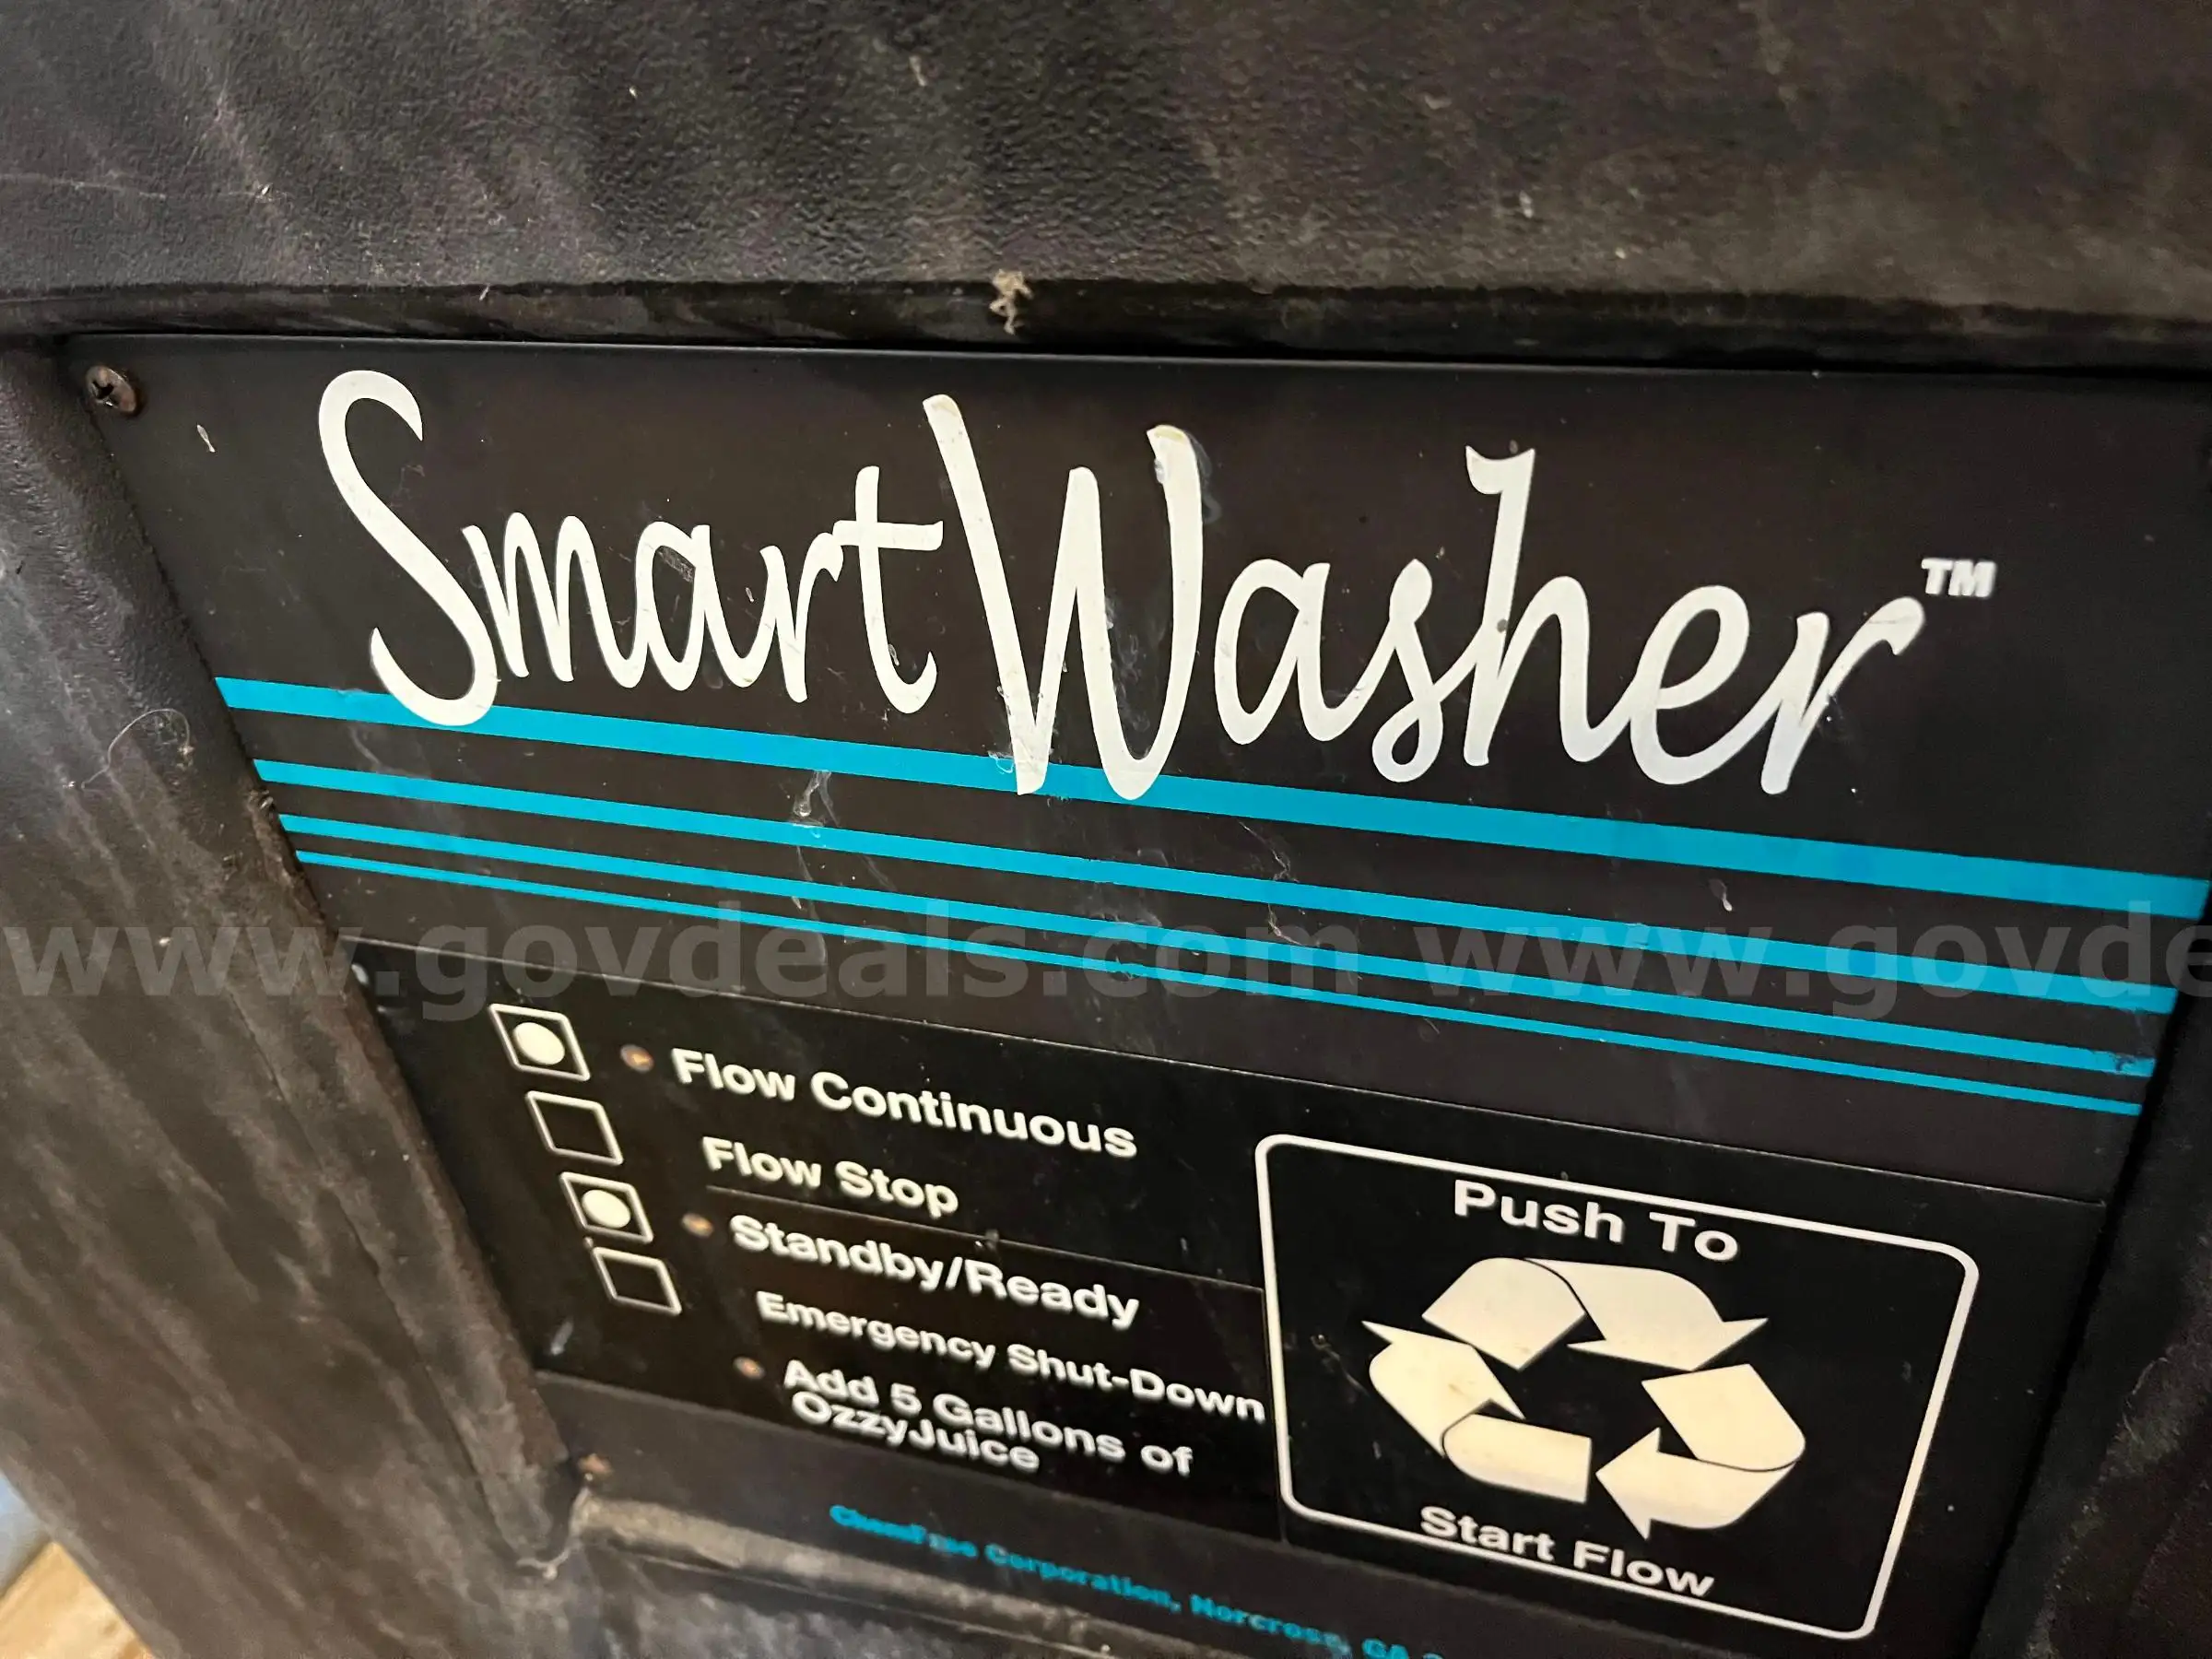 SmartWasher™
www.govdeals.com www.govde
Flow Continuous
Flow Stop
Standby/Ready
Emergency Shut-Down
Add 5 Gallons of
OzzyJuice
Push To
Start Flow
ChemFree Corporation, Norcross, GA